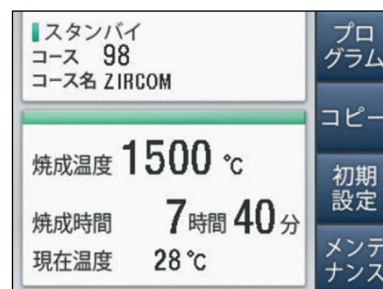 スタンバイ
コース 98
コース名 ZIRCOM
焼成温度 1500 ℃
焼成時間 7時間 40分
現在温度 28℃
プロ
グラム
コピー
初期
設定
メンテ
ナンス